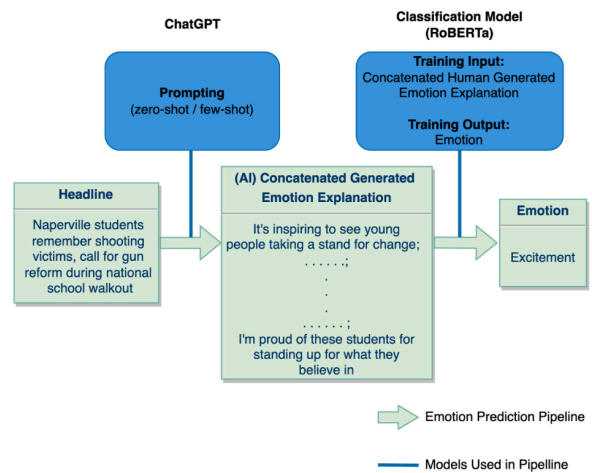 ChatGPT
Classification Model
(RoBERTa)
Prompting
(zero-shot / few-shot)
Training Input:
Concatenated Human Generated
Emotion Explanation
Training Output:
Emotion
Headline
Naperville students
remember shooting
victims, call for gun
reform during national
school walkout
(AI) Concatenated Generated
Emotion Explanation
It's inspiring to see young
people taking a stand for change;
. . . . . .;
.
.
.
. . . . . . ;
I'm proud of these students for
standing up for what they
believe in
Emotion
Excitement
Emotion Prediction Pipeline
Models Used in Pipelline